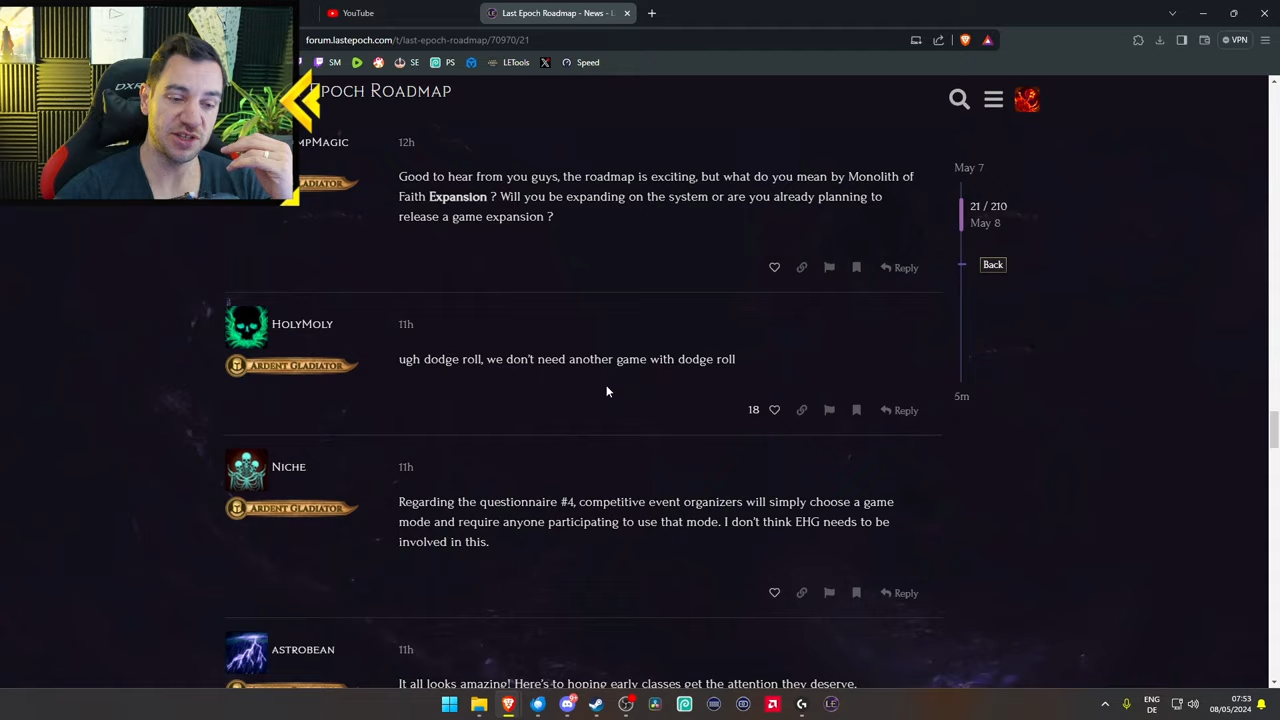 YouTube
Last Epoch Roadmap - News - L
forum.lastepoch.com/t/last-epoch-roadmap/70970/21
VPN
SM
SF
PS
LETools
Speed
DXR
EPOCH ROADMAP
MPMAGIC
12h
GLADIATOR
Good to hear from you guys, the roadmap is exciting, but what do you mean by Monolith of
Faith Expansion ? Will you be expanding on the system or are you already planning to
release a game expansion ?
Reply
HOLYMOLY
11h
ARDENT GLADIATOR
ugh dodge roll, we don't need another game with dodge roll
18
Reply
NICHE
11h
ARDENT GLADIATOR
Regarding the questionnaire #4, competitive event organizers will simply choose a game
mode and require anyone participating to use that mode. I don't think EHG needs to be
involved in this.
Reply
ASTROBEAN
11h
It all looks amazing! Here's to hoping early classes get the attention they deserve.
May 7
21 / 210
May 8
Back
5m
ENG
DE
07:53
08/05/2024